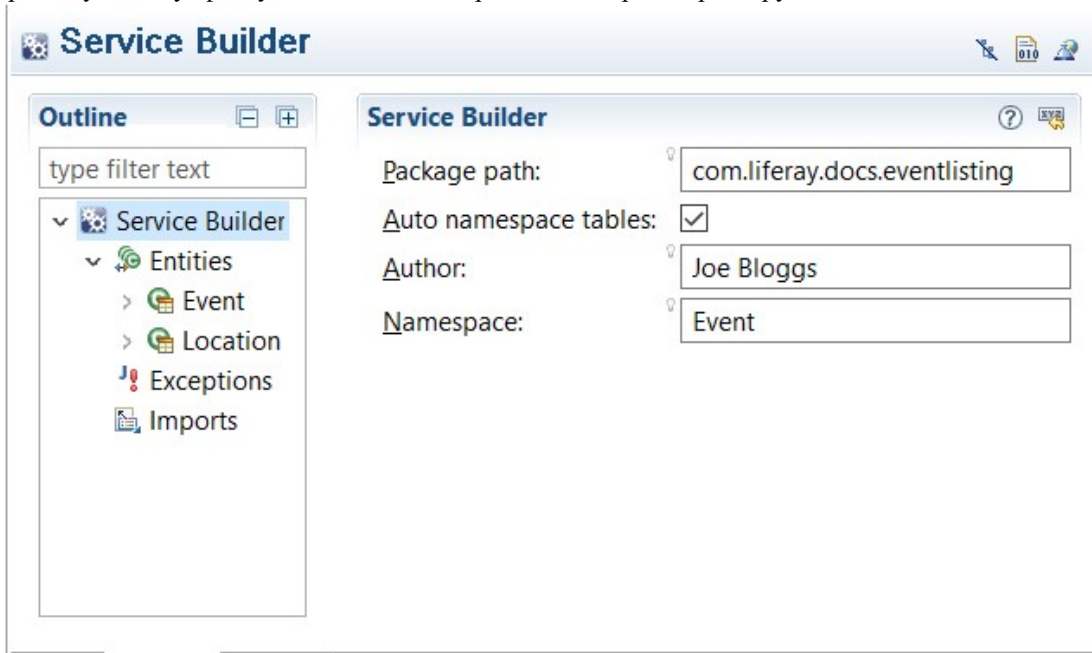 Service Builder
Outline
type filter text
Service Builder
Entities
Event
Location
Exceptions
Imports
Service Builder
Package path:
com.liferay.docs.eventlisting
Auto namespace tables:
Author:
Joe Bloggs
Namespace:
Event